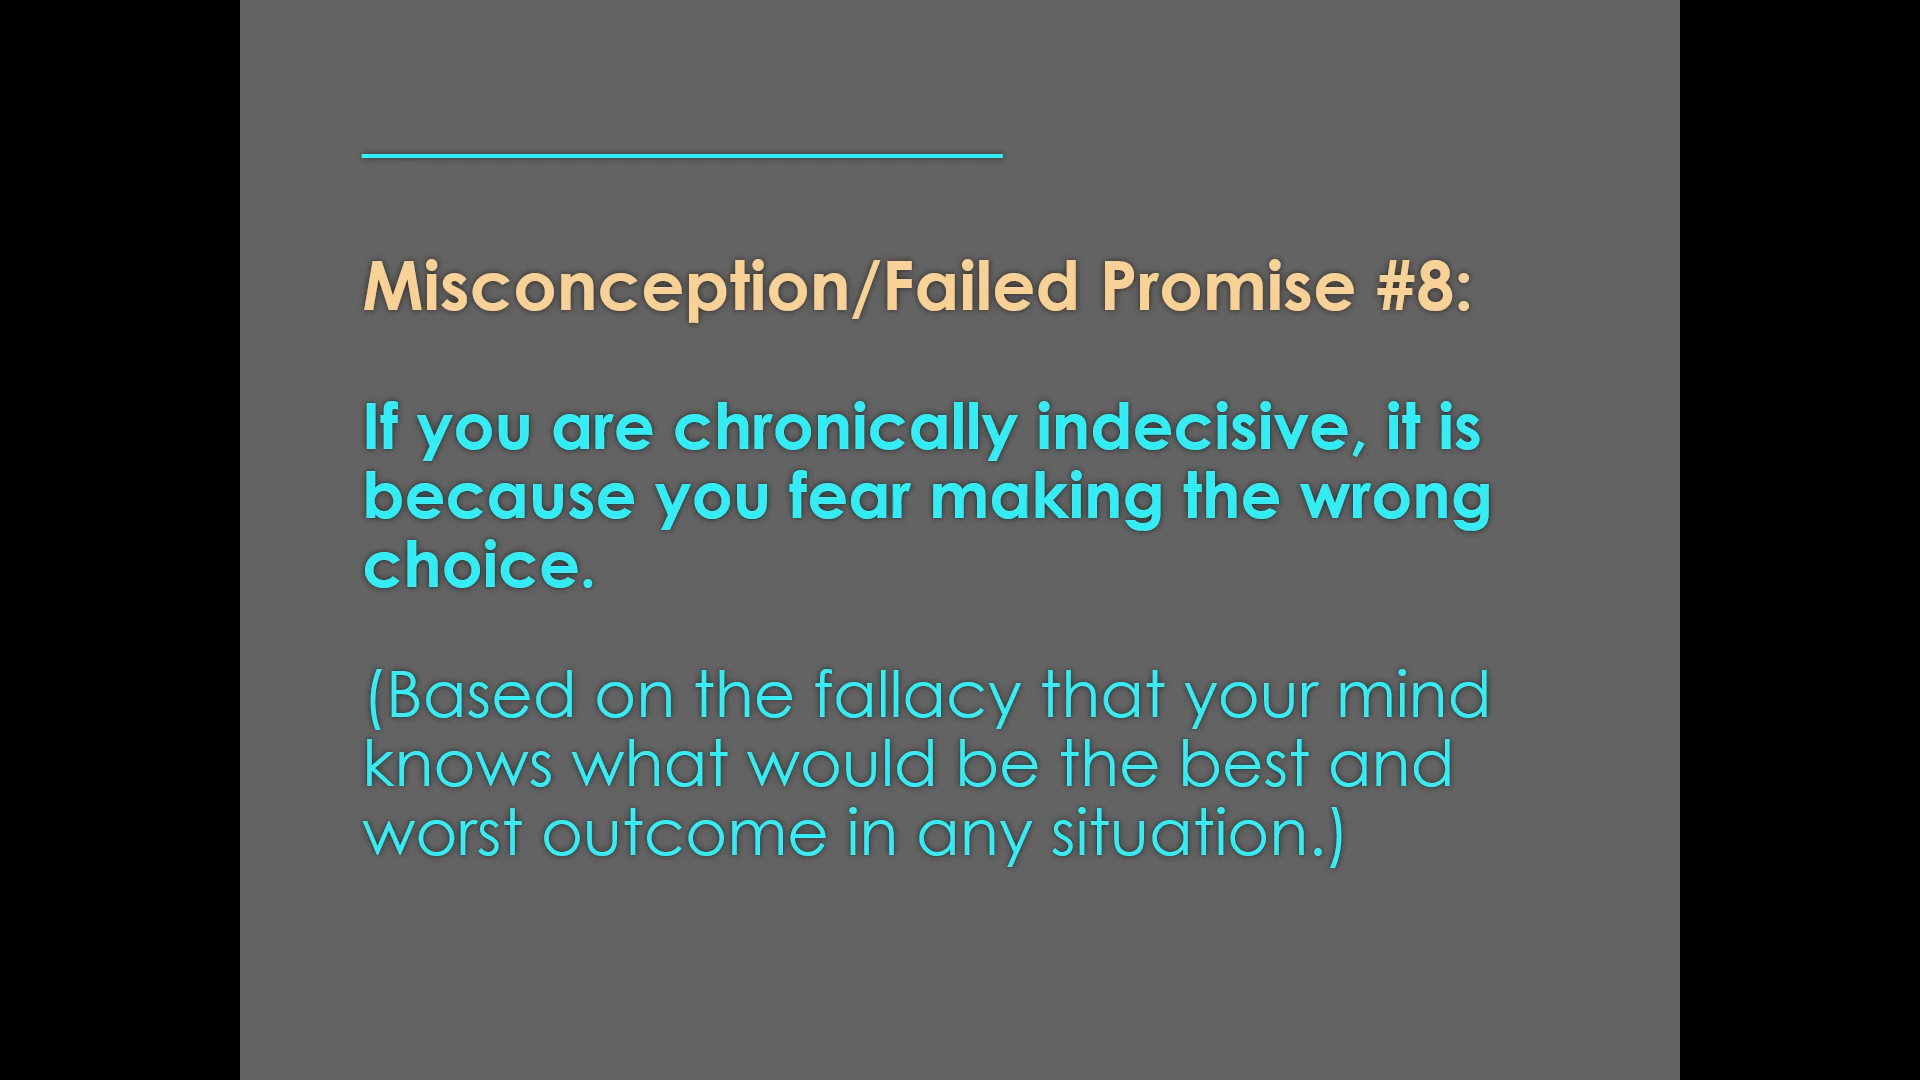 Misconception/Failed Promise #8:
If you are chronically indecisive, it is
because you fear making the wrong
choice.
(Based on the fallacy that your mind
knows what would be the best and
worst outcome in any situation.)